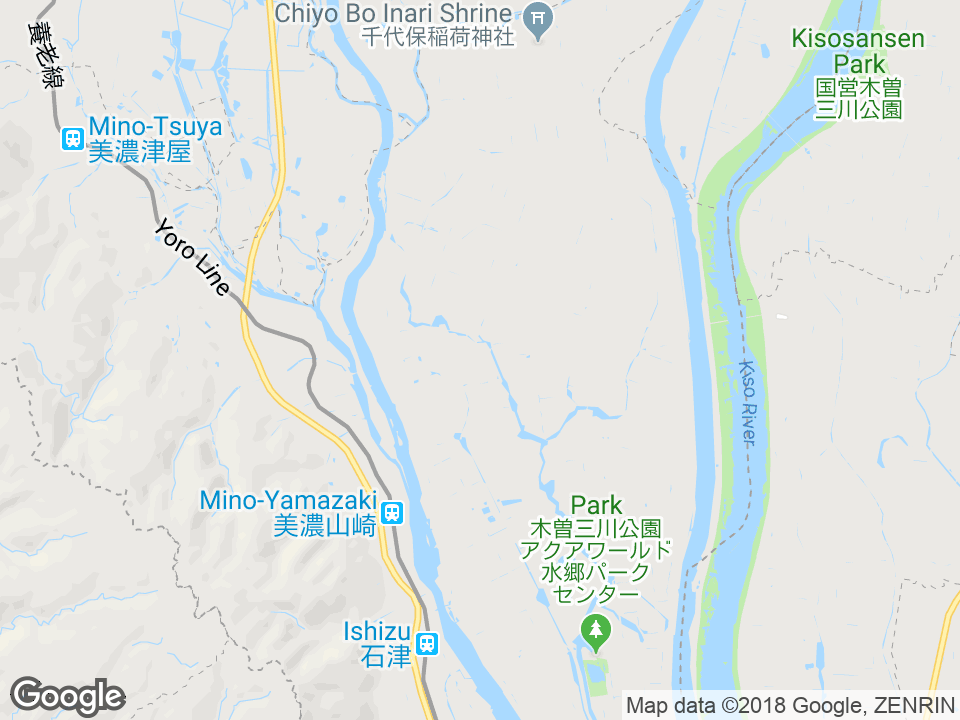 Chiyo Bo Inari Shrine
千代保稲荷神社
Kisosansen
Park
国営木曽
三川公園
養老線
Mino-Tsuya
美濃津屋
Yoro Line
Kiso River
Mino-Yamazaki
美濃山崎
Park
木曽三川公園
アクアワールド
水郷パーク
センター
Ishizu
石津
Google
Map data ©2018 Google, ZENRIN